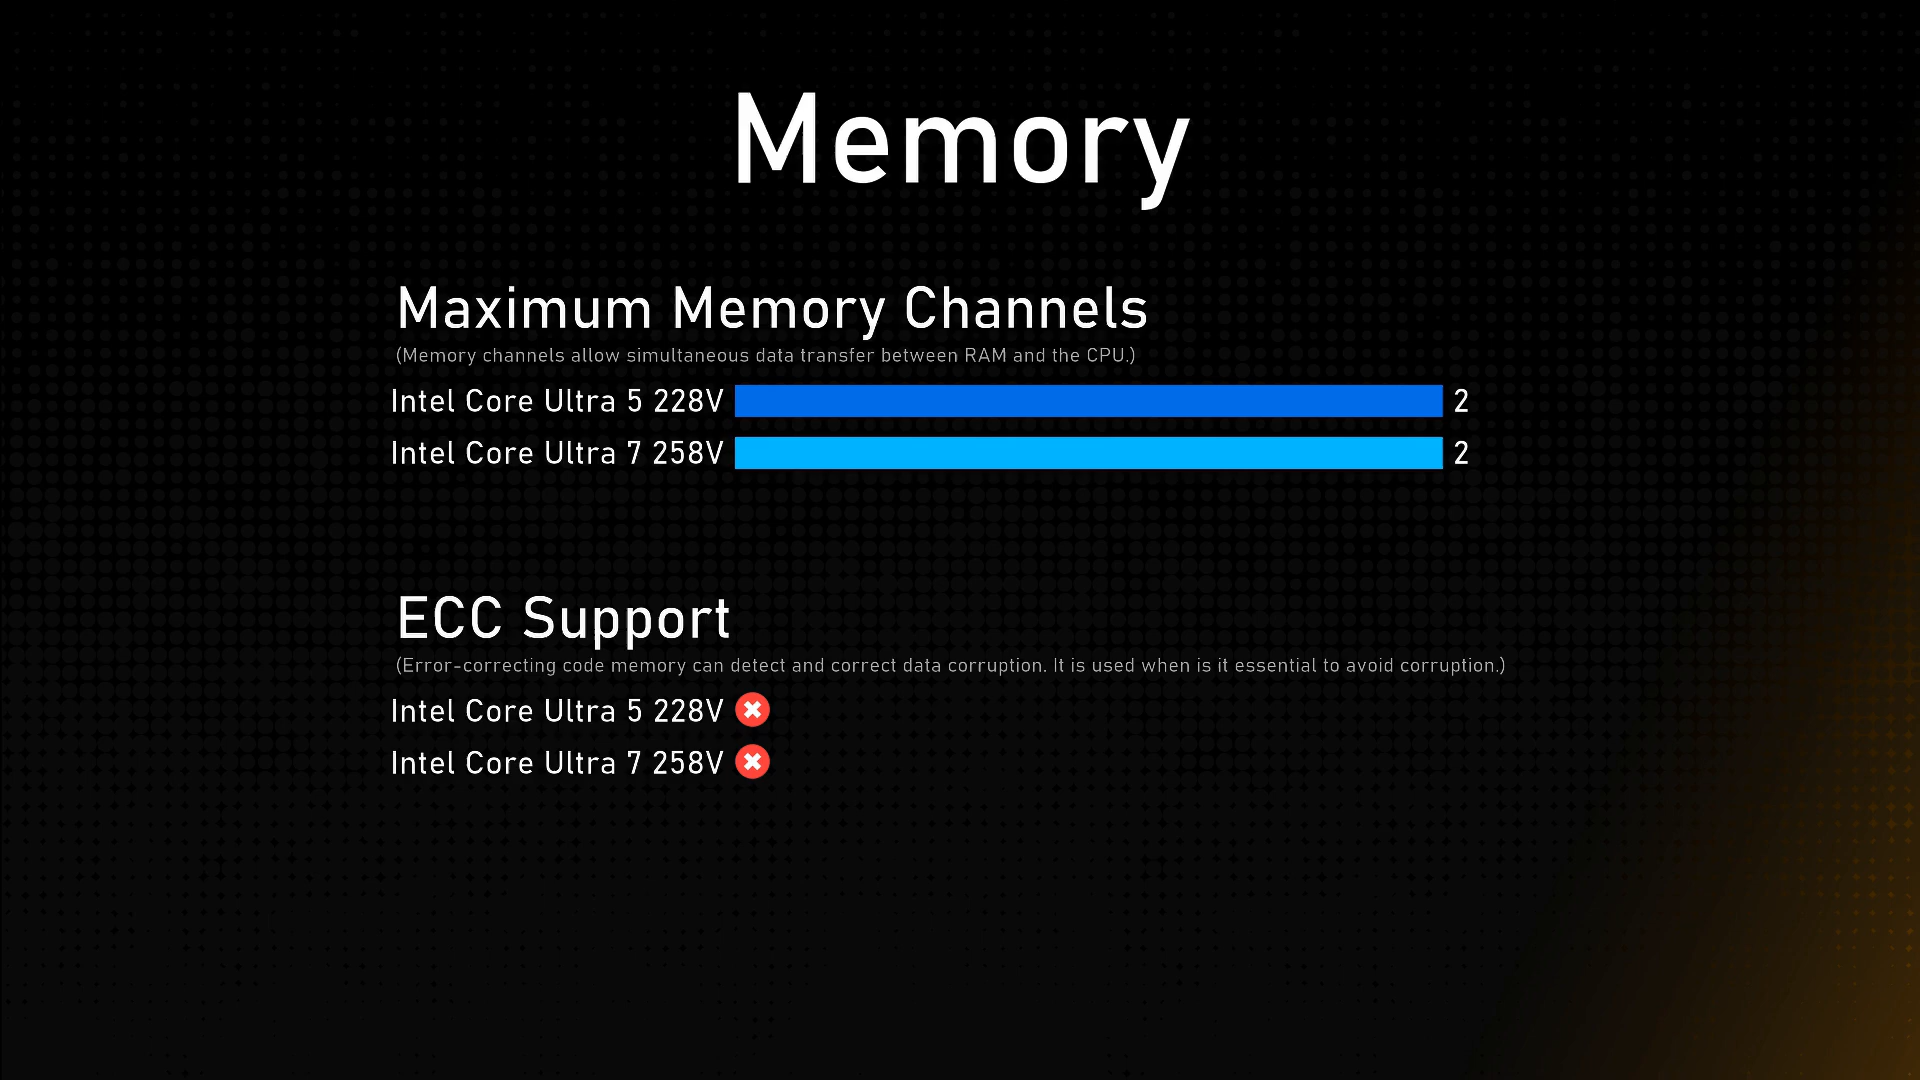 Memory
Maximum Memory Channels
(Memory channels allow simultaneous data transfer between RAM and the CPU.)
Intel Core Ultra 5 228V 2
Intel Core Ultra 7 258V 2
ECC Support
(Error-correcting code memory can detect and correct data corruption. It is used when is it essential to avoid corruption.)
Intel Core Ultra 5 228V
Intel Core Ultra 7 258V